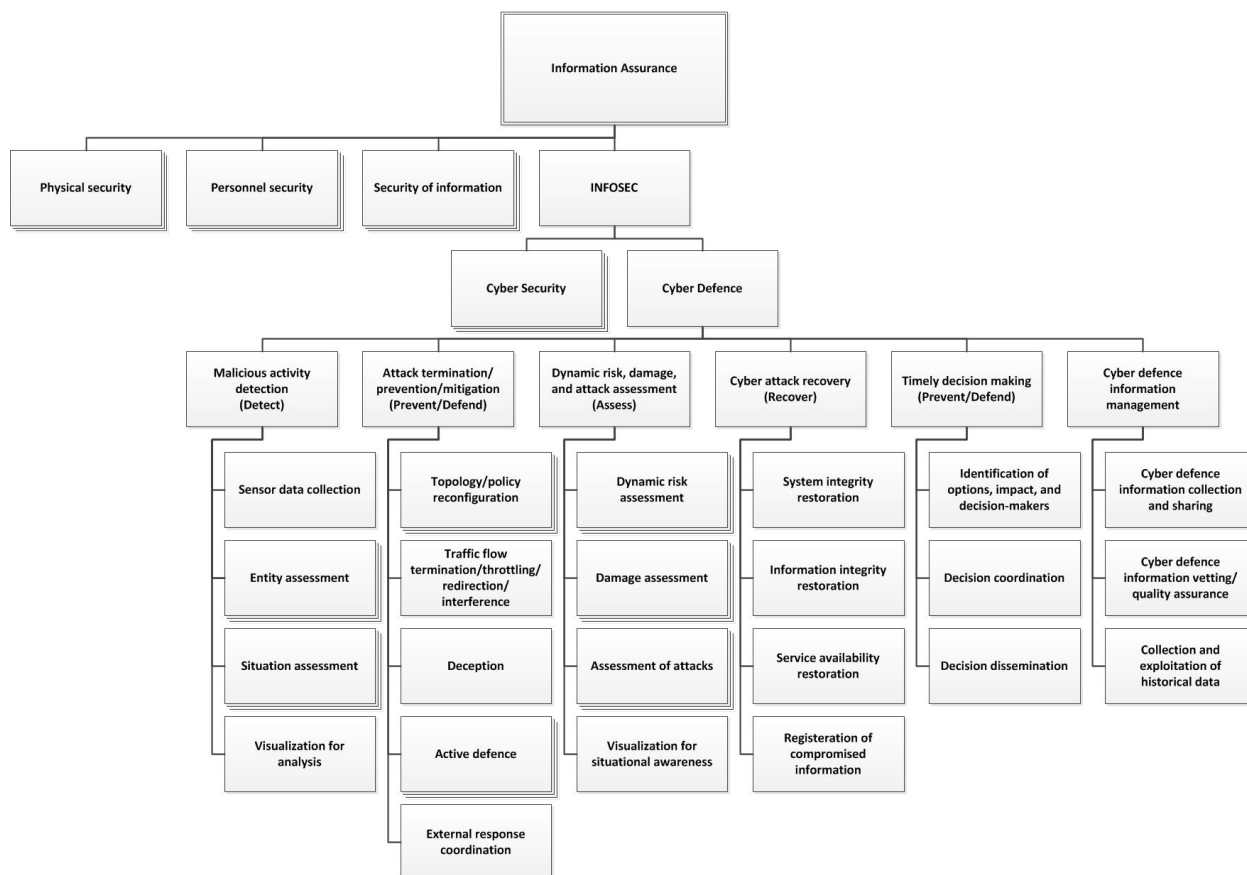 Information Assurance
Physical security
Personnel security
Security of information
INFOSEC
Cyber Security
Cyber Defence
Malicious activity
detection
(Detect)
Attack termination/
prevention/mitigation
(Prevent/Defend)
Dynamic risk, damage,
and attack assessment
(Assess)
Cyber attack recovery
(Recover)
Timely decision making
(Prevent/Defend)
Cyber defence
information
management
Sensor data collection
Topology/policy
reconfiguration
Dynamic risk
assessment
System integrity
restoration
Identification of
options, impact, and
decision-makers
Cyber defence
information collection
and sharing
Entity assessment
Traffic flow
termination/throttling/
redirection/
interference
Damage assessment
Information integrity
restoration
Decision coordination
Cyber defence
information vetting/
quality assurance
Situation assessment
Deception
Assessment of attacks
Service availability
restoration
Decision dissemination
Collection and
exploitation of
historical data
Visualization for
analysis
Active defence
Visualization for
situational awareness
Registeration of
compromised
information
External response
coordination